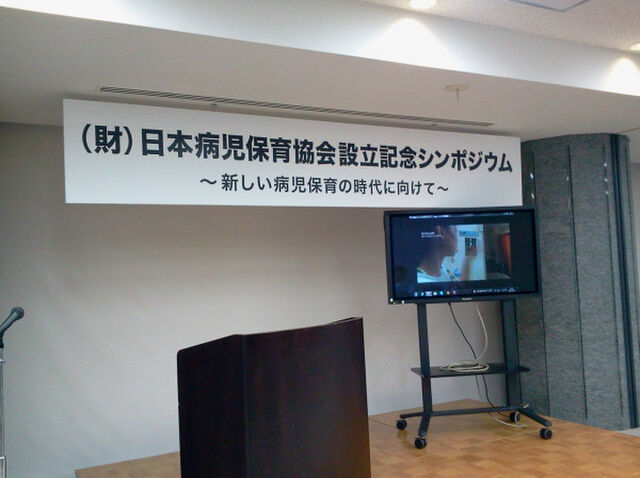 （財）日本病児保育協会設立記念シンポジウム
～新しい病児保育の時代に向けて～